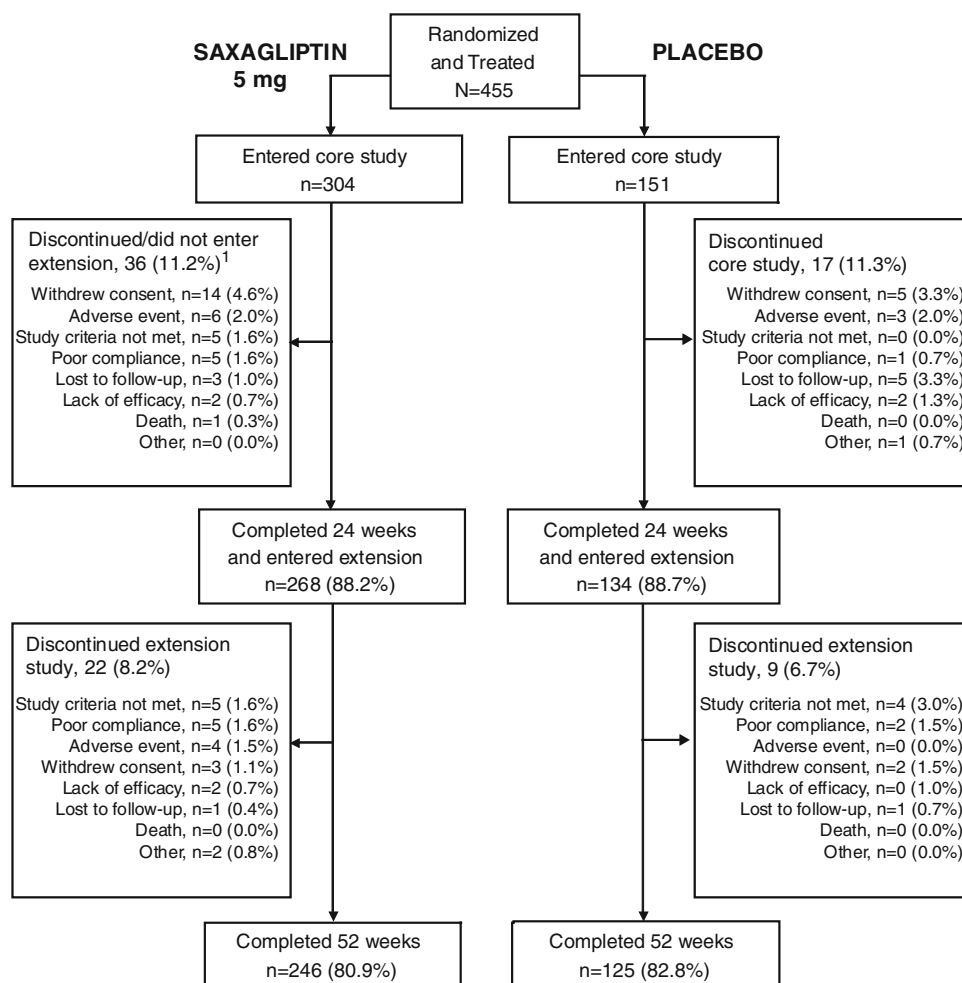 SAXAGLIPTIN
5 mg
Randomized
and Treated
N=455
PLACEBO
Entered core study
n=304
Entered core study
n=151
Discontinued/did not enter
extension, 36 (11.2%)1
Withdrew consent, n=14 (4.6%)
Adverse event, n=6 (2.0%)
Study criteria not met, n=5 (1.6%)
Poor compliance, n=5 (1.6%)
Lost to follow-up, n=3 (1.0%)
Lack of efficacy, n=2 (0.7%)
Death, n=1 (0.3%)
Other, n=0 (0.0%)
Discontinued
core study, 17 (11.3%)
Withdrew consent, n=5 (3.3%)
Adverse event, n=3 (2.0%)
Study criteria not met, n=0 (0.0%)
Poor compliance, n=1 (0.7%)
Lost to follow-up, n=5 (3.3%)
Lack of efficacy, n=2 (1.3%)
Death, n=0 (0.0%)
Other, n=1 (0.7%)
Completed 24 weeks
and entered extension
n=268 (88.2%)
Completed 24 weeks
and entered extension
n=134 (88.7%)
Discontinued extension
study, 22 (8.2%)
Study criteria not met, n=5 (1.6%)
Poor compliance, n=5 (1.6%)
Adverse event, n=4 (1.5%)
Withdrew consent, n=3 (1.1%)
Lack of efficacy, n=2 (0.7%)
Lost to follow-up, n=1 (0.4%)
Death, n=0 (0.0%)
Other, n=2 (0.8%)
Discontinued extension
study, 9 (6.7%)
Study criteria not met, n=4 (3.0%)
Poor compliance, n=2 (1.5%)
Adverse event, n=0 (0.0%)
Withdrew consent, n=2 (1.5%)
Lack of efficacy, n=0 (1.0%)
Lost to follow-up, n=1 (0.7%)
Death, n=0 (0.0%)
Other, n=0 (0.0%)
Completed 52 weeks
n=246 (80.9%)
Completed 52 weeks
n=125 (82.8%)